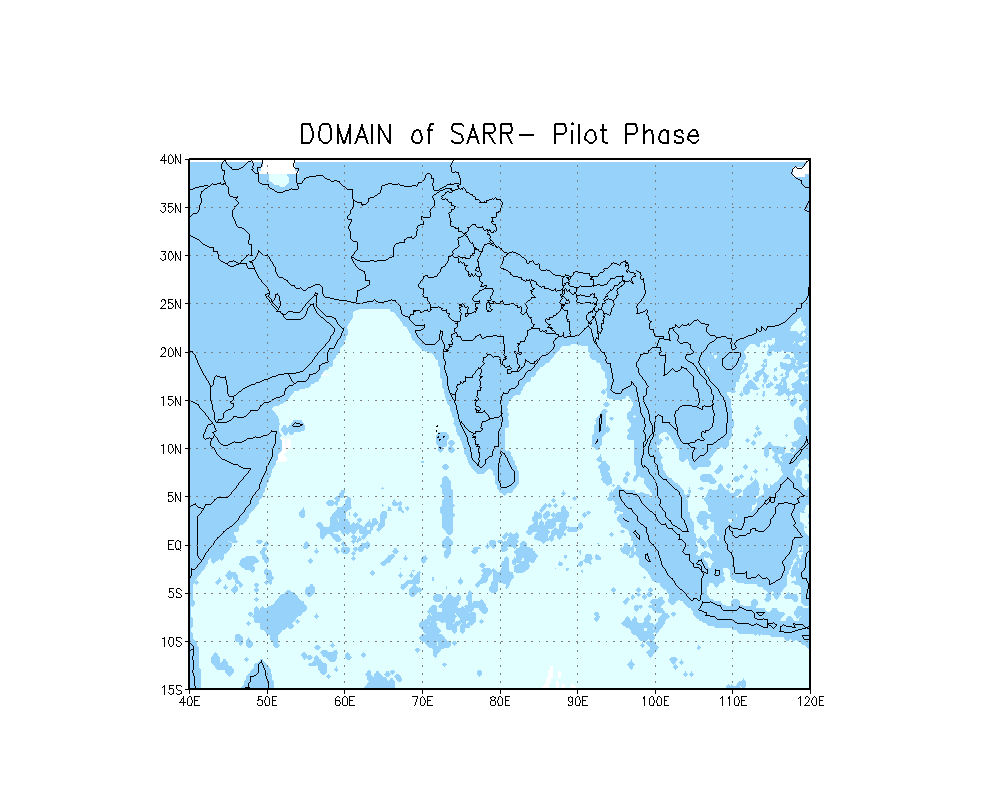 DOMAIN of SARR– Pilot Phase
40N
35N
30N
25N
20N
15N
10N
5N
EQ
5S
10S
15S
40E 50E 60E 70E 80E 90E 100E 110E 120E